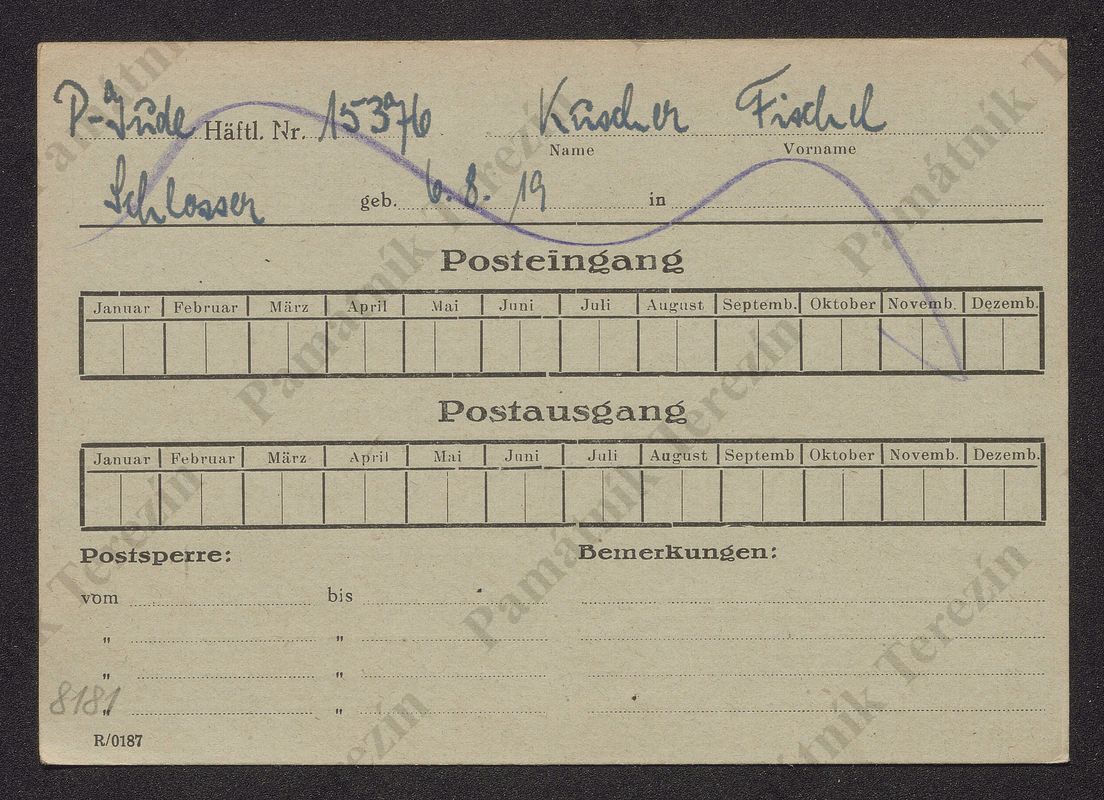 P-Jude Häftl. Nr. 15376 Kuscher Fischel
Name Vorname
Schlosser geb. 6.8.19 in
Posteingang
Januar Februar März April Mai Juni Juli August Septemb. Oktober Novemb. Dezemb.
Postausgang
Januar Februar März April Mai Juni Juli August Septemb Oktober Novemb. Dezemb.
Postsperre: Bemerkungen:
vom bis
" "
" "
" "
8181
R/0187
Památník Terezín